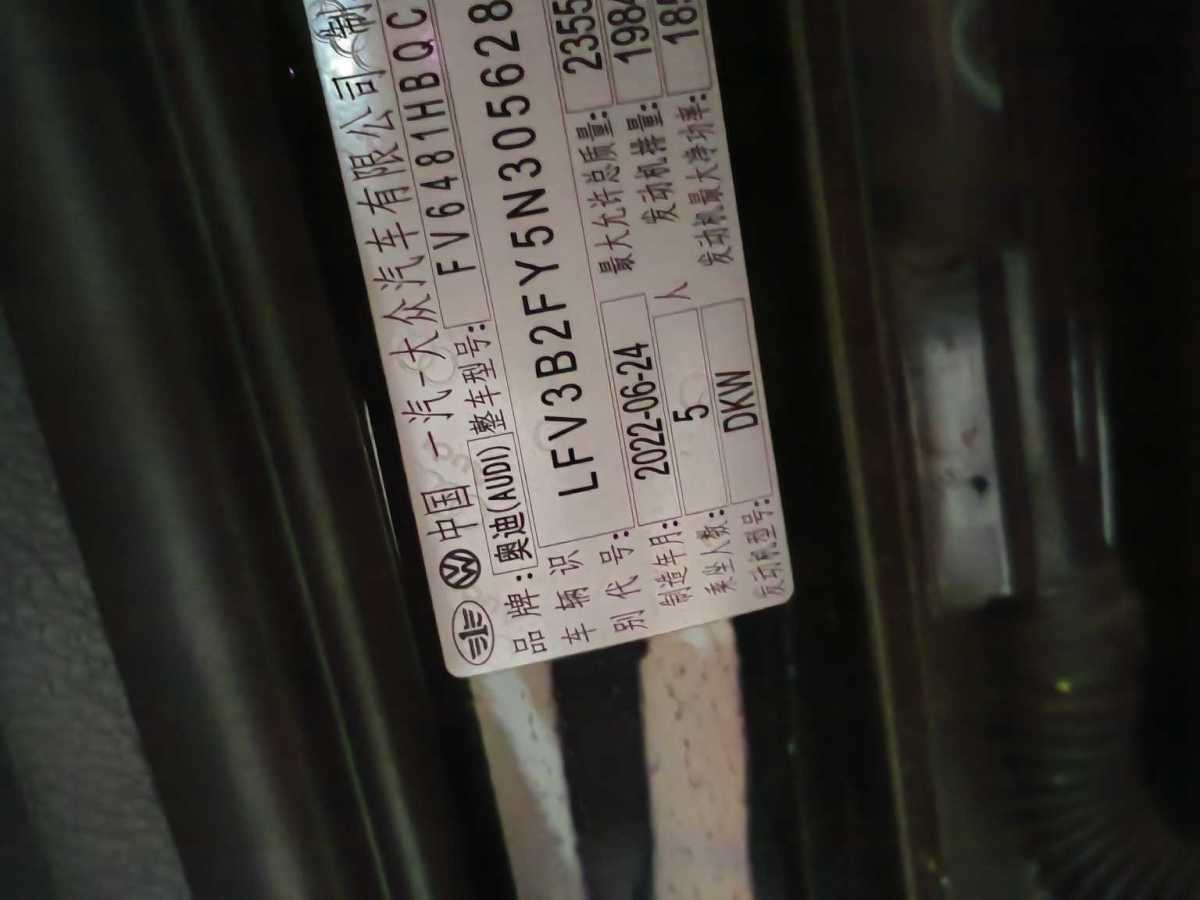 中国一汽-大众汽车有限公司 制
品牌: 奥迪(AUDI) 整车型号: FV6481HBQC
车辆识别代号: LFV3B2FY5N305628
制造年月: 2022-06-24 最大允许总质量: 2355
乘坐人数: 5 人 发动机排量: 1984
发动机型号: DKW 发动机最大净功率: 185